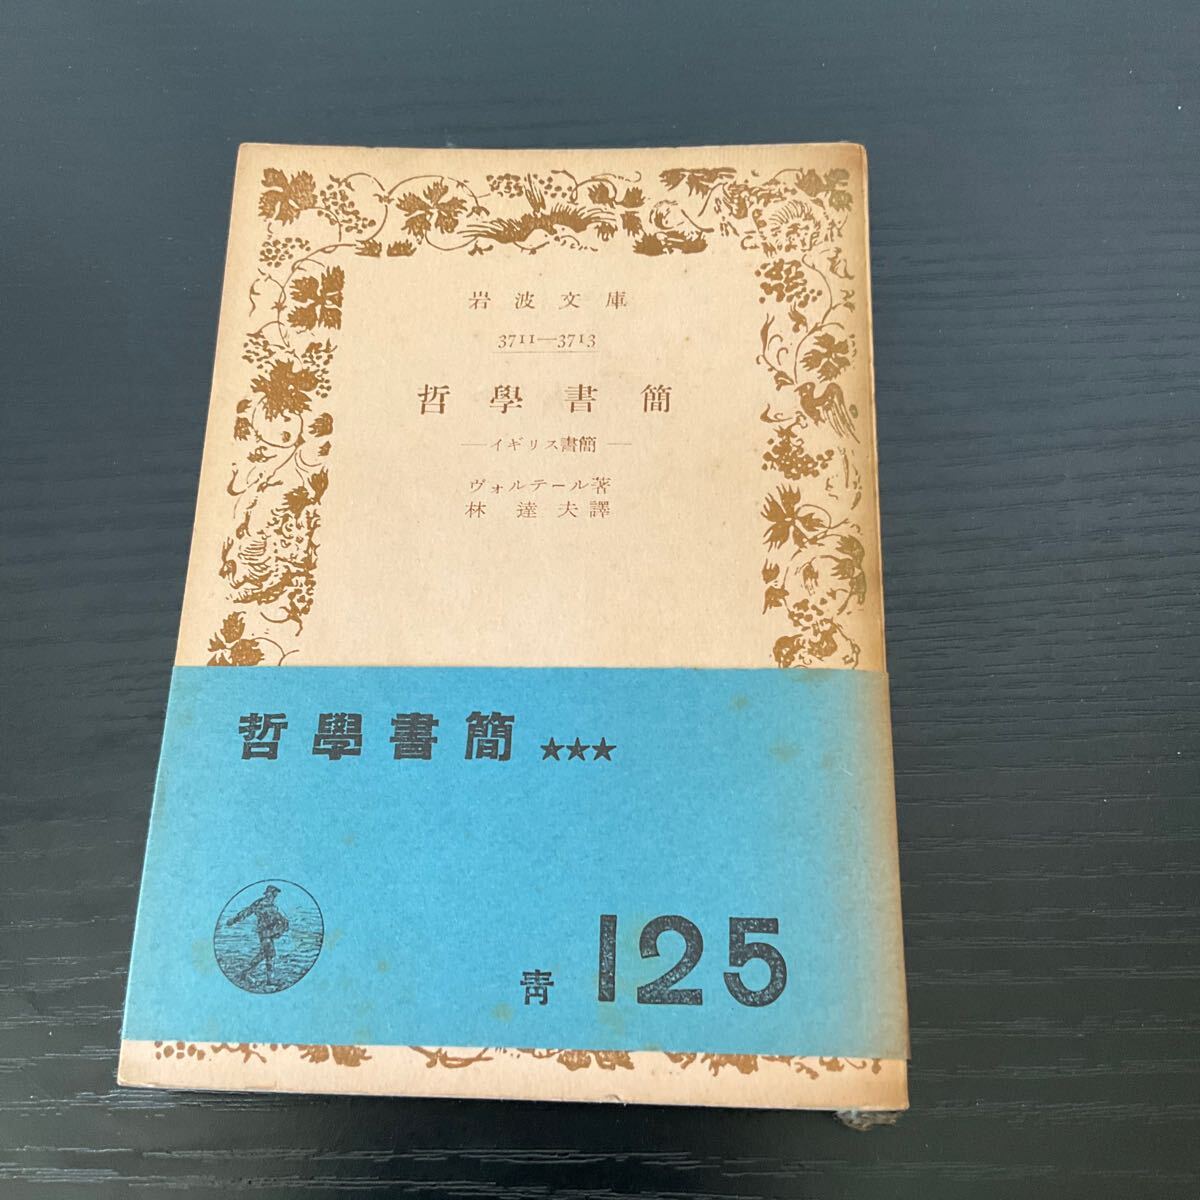 岩波文庫
3711—3713
哲學書簡
—イギリス書簡—
ヴォルテール著
林達夫譯
哲學書簡 ★★★
青 125